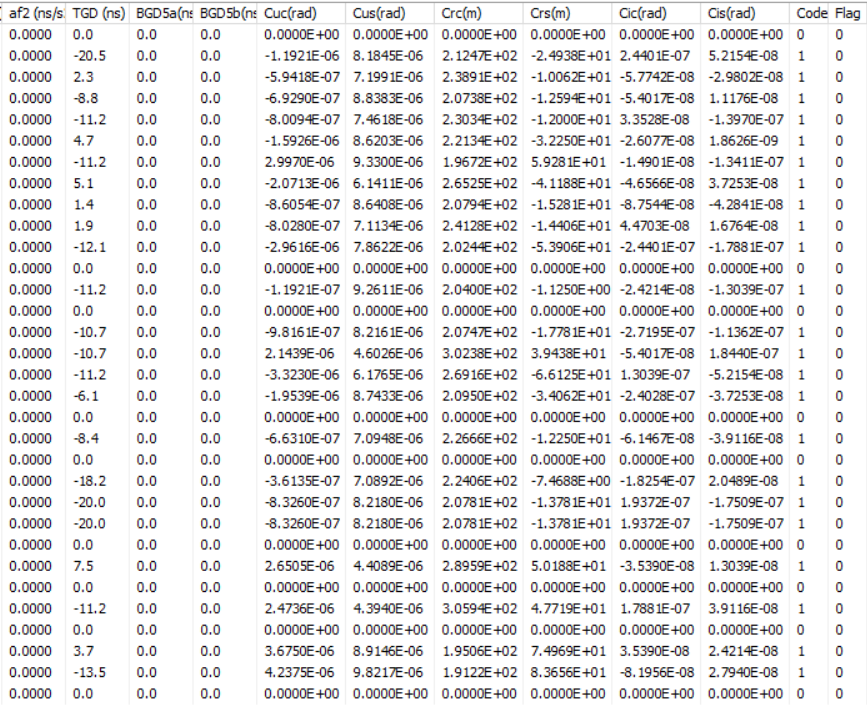 af2 (ns/s TGD (ns) BGD5a(ns BGD5b(ns Cuc(rad) Cus(rad) Crc(m) Crs(m) Cic(rad) Cis(rad) Code Flag
0.0000 0.0 0.0 0.0 0.0000E+00 0.0000E+00 0.0000E+00 0.0000E+00 0.0000E+00 0.0000E+00 0 0
0.0000 -20.5 0.0 0.0 -1.1921E-06 8.1845E-06 2.1247E+02 -2.4938E+01 2.4401E-07 5.2154E-08 1 0
0.0000 2.3 0.0 0.0 -5.9418E-07 7.1991E-06 2.3891E+02 -1.0062E+01 -5.7742E-08 -2.9802E-08 1 0
0.0000 -8.8 0.0 0.0 -6.9290E-07 8.8383E-06 2.0738E+02 -1.2594E+01 -5.4017E-08 1.1176E-08 1 0
0.0000 -11.2 0.0 0.0 -8.0094E-07 7.4618E-06 2.3034E+02 -1.2000E+01 3.3528E-08 -1.3970E-07 1 0
0.0000 4.7 0.0 0.0 -1.5926E-06 8.6203E-06 2.2134E+02 -3.2250E+01 -2.6077E-08 1.8626E-09 1 0
0.0000 -11.2 0.0 0.0 2.9970E-06 9.3300E-06 1.9672E+02 5.9281E+01 -1.4901E-08 -1.3411E-07 1 0
0.0000 5.1 0.0 0.0 -2.0713E-06 6.1411E-06 2.6525E+02 -4.1188E+01 -4.6566E-08 3.7253E-08 1 0
0.0000 1.4 0.0 0.0 -8.6054E-07 8.6408E-06 2.0794E+02 -1.5281E+01 -8.7544E-08 -4.2841E-08 1 0
0.0000 1.9 0.0 0.0 -8.0280E-07 7.1134E-06 2.4128E+02 -1.4406E+01 4.4703E-08 1.6764E-08 1 0
0.0000 -12.1 0.0 0.0 -2.9616E-06 7.8622E-06 2.0244E+02 -5.3906E+01 -2.4401E-07 -1.7881E-07 1 0
0.0000 0.0 0.0 0.0 0.0000E+00 0.0000E+00 0.0000E+00 0.0000E+00 0.0000E+00 0.0000E+00 0 0
0.0000 -11.2 0.0 0.0 -1.1921E-07 9.2611E-06 2.0400E+02 -1.1250E+00 -2.4214E-08 -1.3039E-07 1 0
0.0000 0.0 0.0 0.0 0.0000E+00 0.0000E+00 0.0000E+00 0.0000E+00 0.0000E+00 0.0000E+00 0 0
0.0000 -10.7 0.0 0.0 -9.8161E-07 8.2161E-06 2.0747E+02 -1.7781E+01 -2.7195E-07 -1.1362E-07 1 0
0.0000 -10.7 0.0 0.0 2.1439E-06 4.6026E-06 3.0238E+02 3.9438E+01 -5.4017E-08 1.8440E-07 1 0
0.0000 -11.2 0.0 0.0 -3.3230E-06 6.1765E-06 2.6916E+02 -6.6125E+01 1.3039E-07 -5.2154E-08 1 0
0.0000 -6.1 0.0 0.0 -1.9539E-06 8.7433E-06 2.0950E+02 -3.4062E+01 -2.4028E-07 -3.7253E-08 1 0
0.0000 0.0 0.0 0.0 0.0000E+00 0.0000E+00 0.0000E+00 0.0000E+00 0.0000E+00 0.0000E+00 0 0
0.0000 -8.4 0.0 0.0 -6.6310E-07 7.0948E-06 2.2666E+02 -1.2250E+01 -6.1467E-08 -3.9116E-08 1 0
0.0000 0.0 0.0 0.0 0.0000E+00 0.0000E+00 0.0000E+00 0.0000E+00 0.0000E+00 0.0000E+00 0 0
0.0000 -18.2 0.0 0.0 -3.6135E-07 7.0892E-06 2.2406E+02 -7.4688E+00 -1.8254E-07 2.0489E-08 1 0
0.0000 -20.0 0.0 0.0 -8.3260E-07 8.2180E-06 2.0781E+02 -1.3781E+01 1.9372E-07 -1.7509E-07 1 0
0.0000 -20.0 0.0 0.0 -8.3260E-07 8.2180E-06 2.0781E+02 -1.3781E+01 1.9372E-07 -1.7509E-07 1 0
0.0000 0.0 0.0 0.0 0.0000E+00 0.0000E+00 0.0000E+00 0.0000E+00 0.0000E+00 0.0000E+00 0 0
0.0000 7.5 0.0 0.0 2.6505E-06 4.4089E-06 2.8959E+02 5.0188E+01 -3.5390E-08 1.3039E-08 1 0
0.0000 0.0 0.0 0.0 0.0000E+00 0.0000E+00 0.0000E+00 0.0000E+00 0.0000E+00 0.0000E+00 0 0
0.0000 -11.2 0.0 0.0 2.4736E-06 4.3940E-06 3.0594E+02 4.7719E+01 1.7881E-07 3.9116E-08 1 0
0.0000 0.0 0.0 0.0 0.0000E+00 0.0000E+00 0.0000E+00 0.0000E+00 0.0000E+00 0.0000E+00 0 0
0.0000 3.7 0.0 0.0 3.6750E-06 8.9146E-06 1.9506E+02 7.4969E+01 3.5390E-08 2.4214E-08 1 0
0.0000 -13.5 0.0 0.0 4.2375E-06 9.8217E-06 1.9122E+02 8.3656E+01 -8.1956E-08 2.7940E-08 1 0
0.0000 0.0 0.0 0.0 0.0000E+00 0.0000E+00 0.0000E+00 0.0000E+00 0.0000E+00 0.0000E+00 0 0